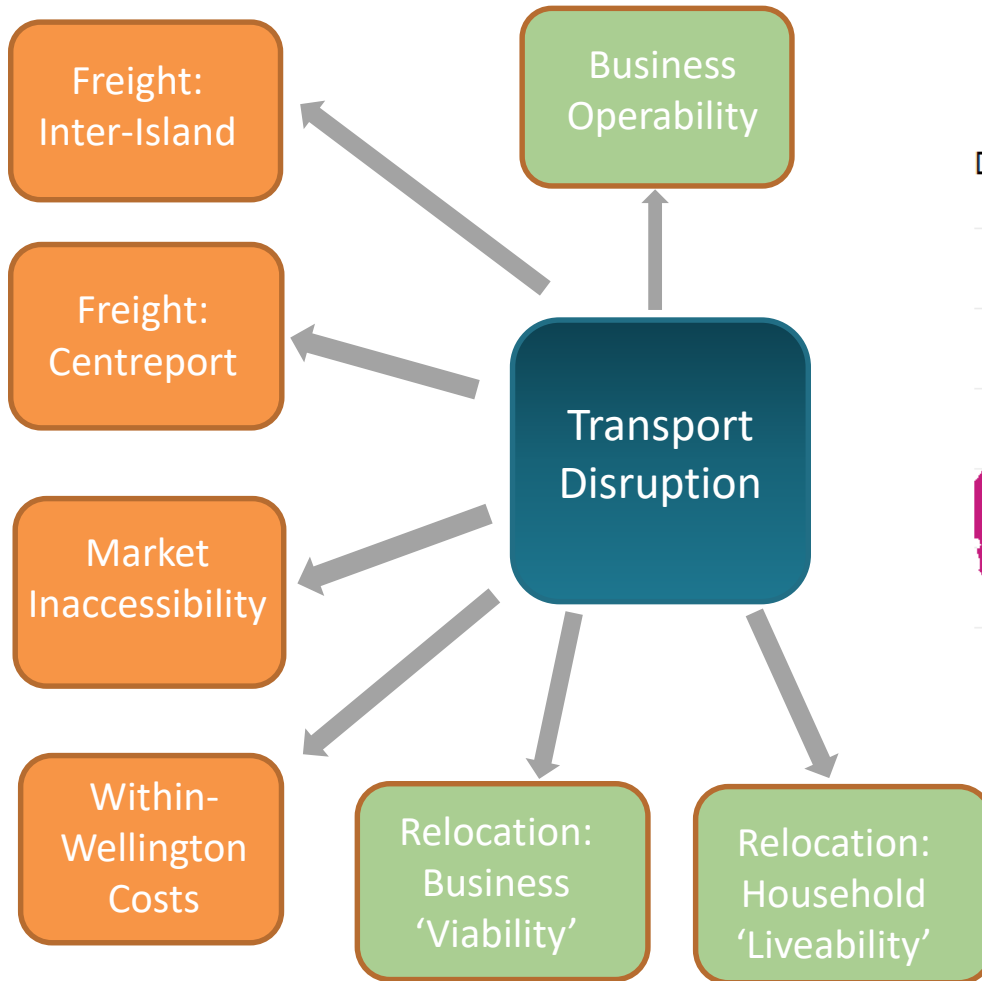 Freight:
Inter-Island
Business
Operability
Freight:
Centreport
Transport
Disruption
Market
Inaccessibility
Within-
Wellington
Costs
Relocation:
Business
‘Viability’
Relocation:
Household
‘Liveability’